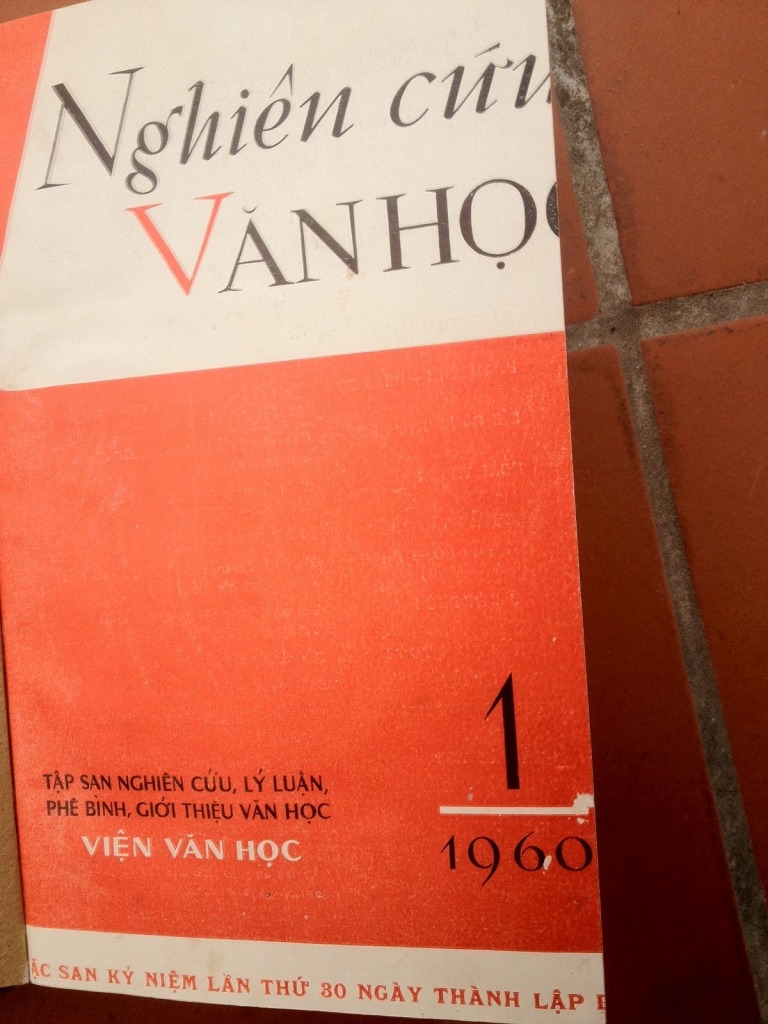 Nghiên cứu
VĂN HỌC
1
1960
TẬP SAN NGHIÊN CỨU, LÝ LUẬN,
PHÊ BÌNH, GIỚI THIỆU VĂN HỌC
VIỆN VĂN HỌC
ẶC SAN KỶ NIỆM LẦN THỨ 30 NGÀY THÀNH LẬP